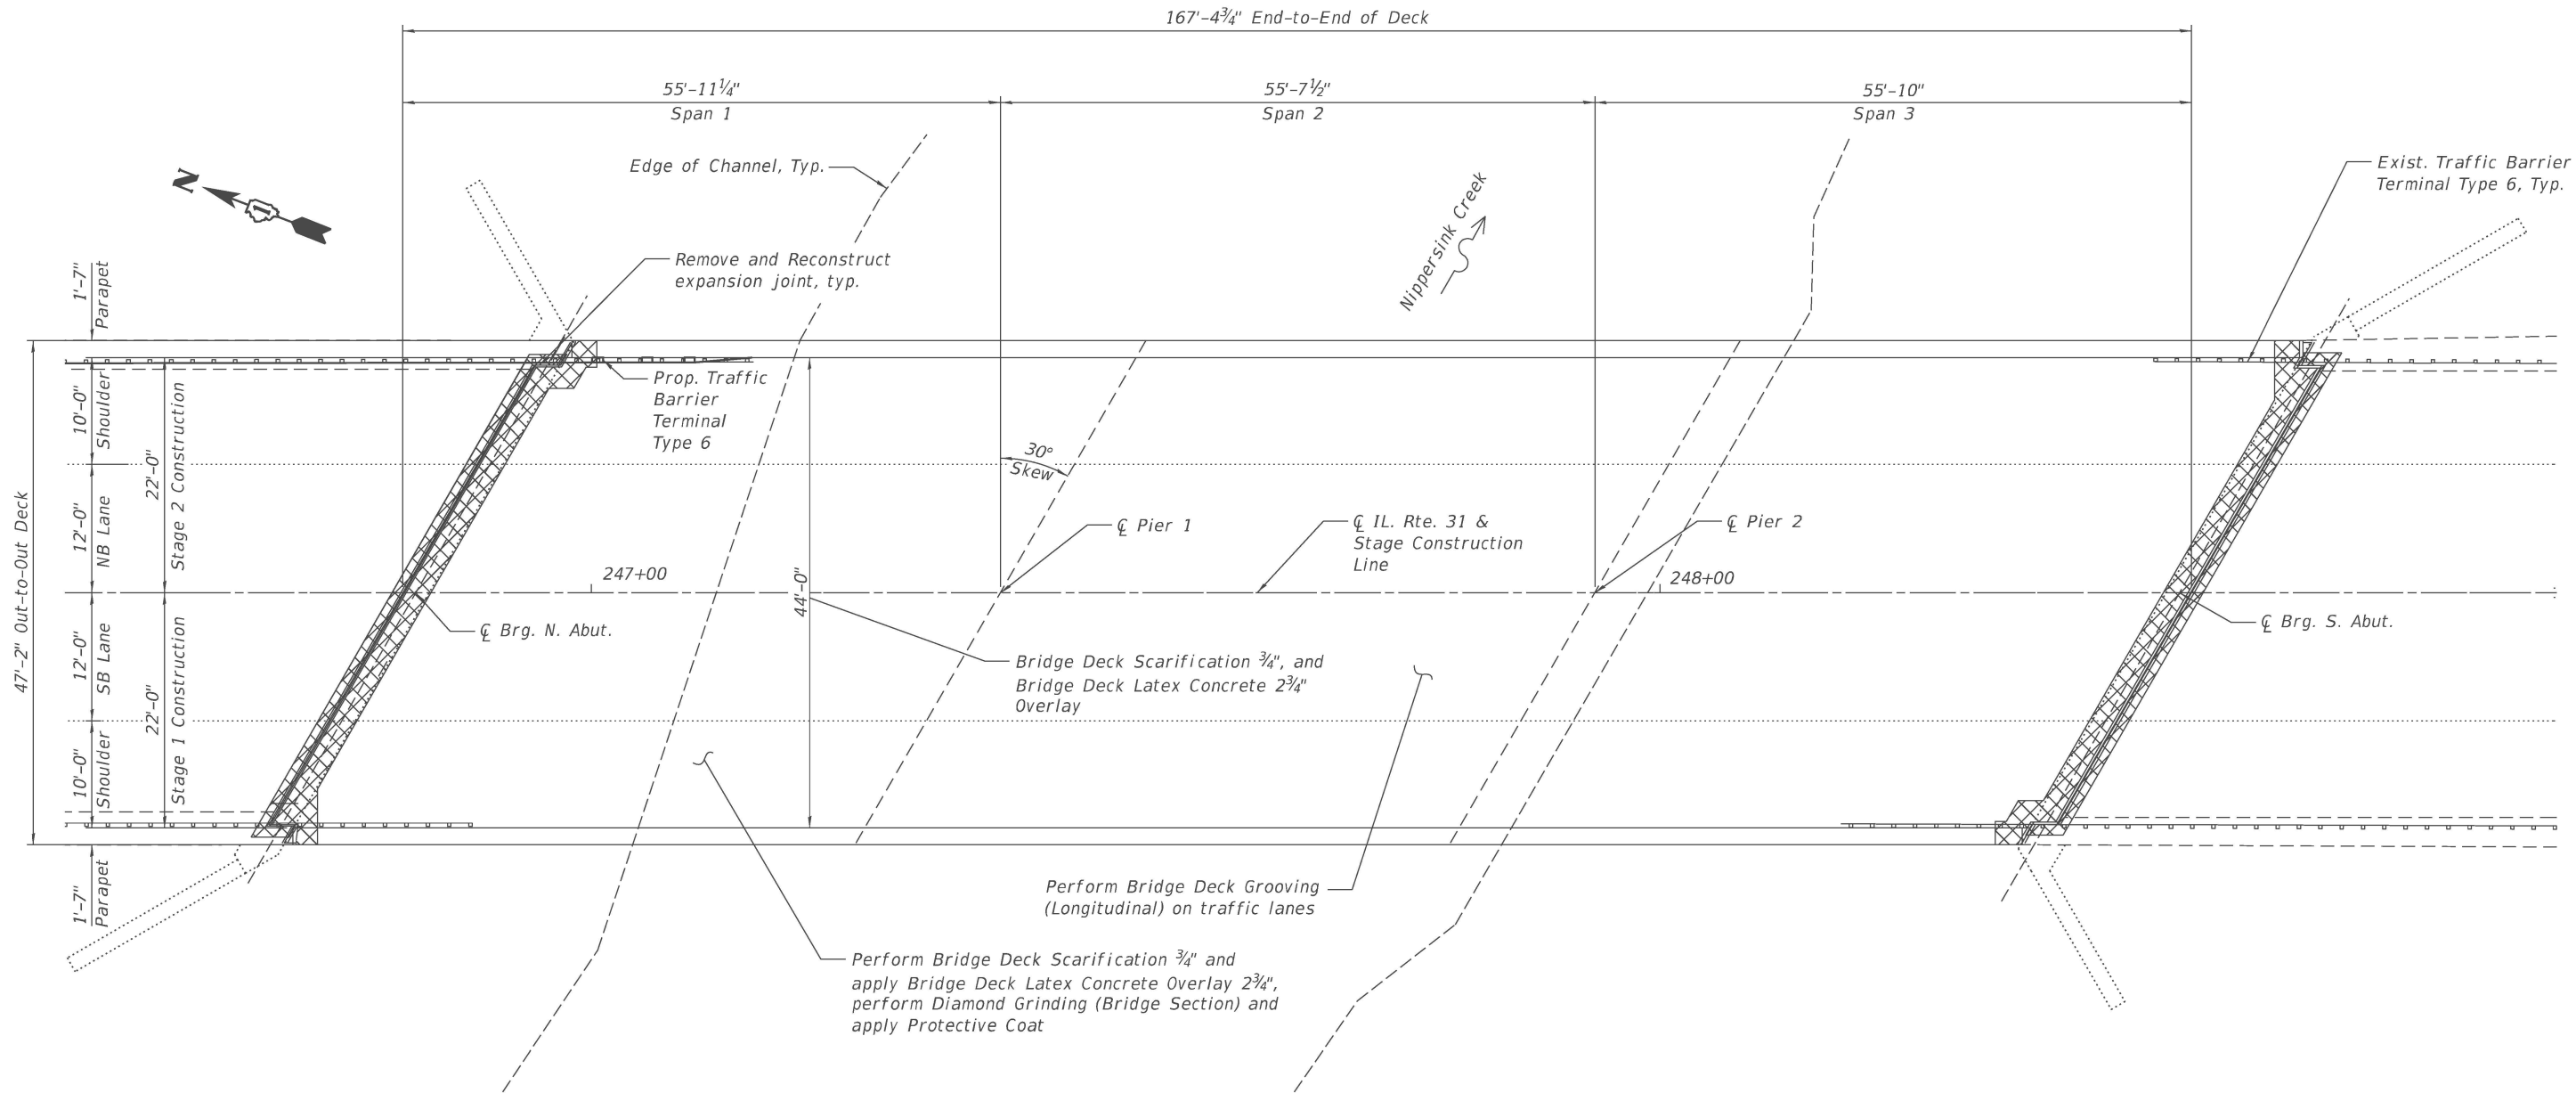 167'-4¾" End-to-End of Deck
55'-11¼"
Span 1
55'-7½"
Span 2
55'-10"
Span 3
Edge of Channel, Typ.
Exist. Traffic Barrier
Terminal Type 6, Typ.
N
1
Nippersink Creek
Remove and Reconstruct
expansion joint, typ.
1'-7"
Parapet
Prop. Traffic
Barrier
Terminal
Type 6
10'-0"
Shoulder
22'-0"
Stage 2 Construction
30°
Skew
47'-2" Out-to-Out Deck
12'-0"
NB Lane
℄ Pier 1
℄ IL. Rte. 31 &
Stage Construction
Line
℄ Pier 2
247+00
44'-0"
248+00
℄ Brg. N. Abut.
℄ Brg. S. Abut.
12'-0"
SB Lane
22'-0"
Stage 1 Construction
Bridge Deck Scarification ¾", and
Bridge Deck Latex Concrete 2¾"
Overlay
10'-0"
Shoulder
1'-7"
Parapet
Perform Bridge Deck Grooving
(Longitudinal) on traffic lanes
Perform Bridge Deck Scarification ¾" and
apply Bridge Deck Latex Concrete Overlay 2¾",
perform Diamond Grinding (Bridge Section) and
apply Protective Coat